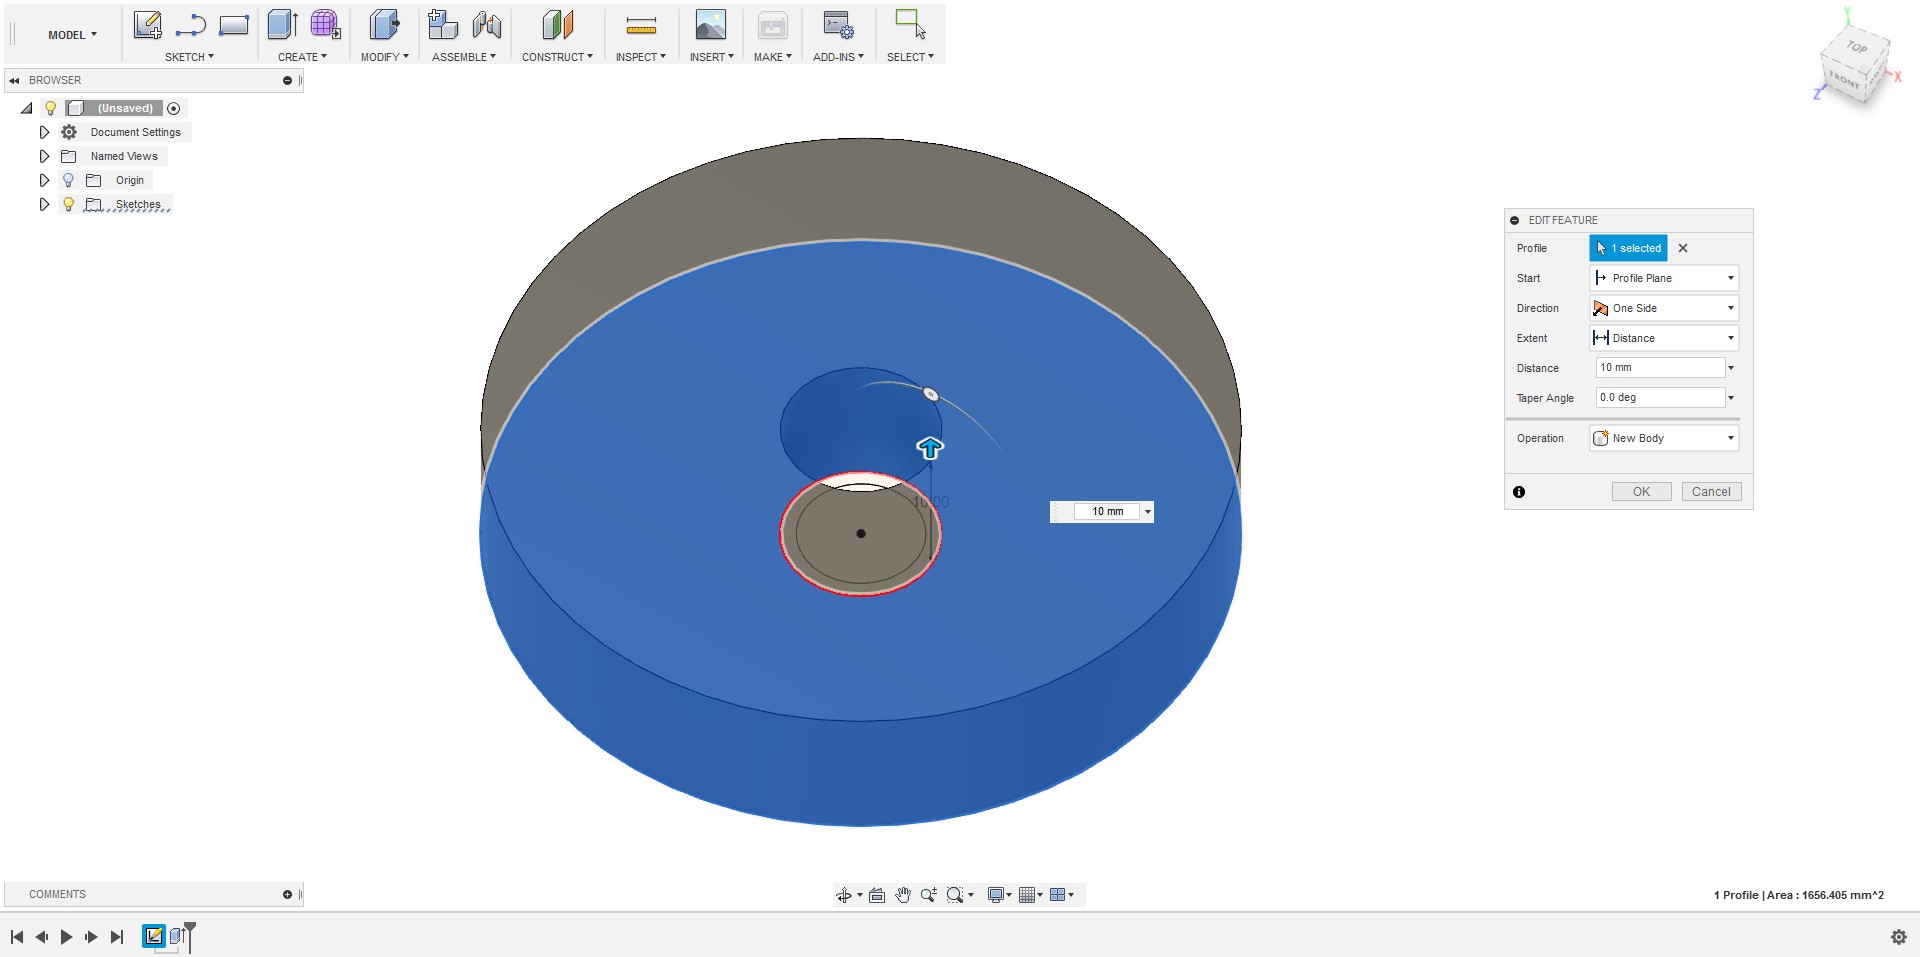 MODEL
SKETCH
CREATE
MODIFY
ASSEMBLE
CONSTRUCT
INSPECT
INSERT
MAKE
ADD-INS
SELECT
BROWSER
(Unsaved)
Document Settings
Named Views
Origin
Sketches
Y
TOP
FRONT
X
Z
EDIT FEATURE
Profile
1 selected
Start
Profile Plane
Direction
One Side
Extent
Distance
Distance
10 mm
Taper Angle
0.0 deg
Operation
New Body
OK
Cancel
10.00
10 mm
COMMENTS
1 Profile | Area : 1656.405 mm^2